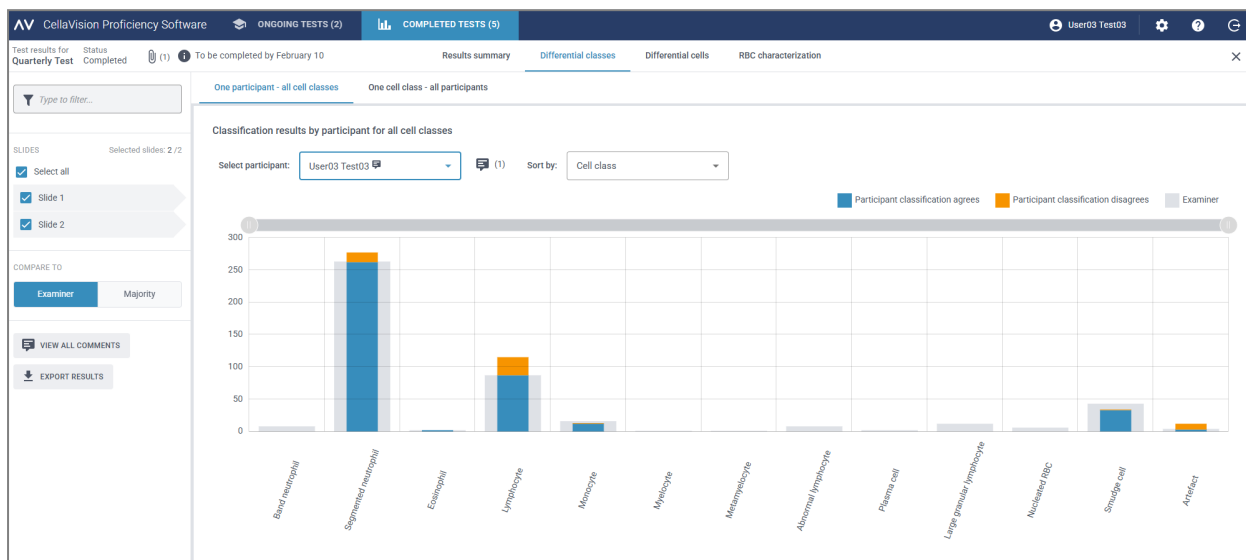 CellaVision Proficiency Software
ONGOING TESTS (2)
COMPLETED TESTS (5)
User03 Test03
Test results for
Quarterly Test
Status
Completed
(1)
To be completed by February 10
Results summary
Differential classes
Differential cells
RBC characterization
Type to filter...
SLIDES
Selected slides: 2 /2
Select all
Slide 1
Slide 2
COMPARE TO
Examiner
Majority
VIEW ALL COMMENTS
EXPORT RESULTS
One participant - all cell classes
One cell class - all participants
Classification results by participant for all cell classes
Select participant:
User03 Test03
(1)
Sort by:
Cell class
Participant classification agrees
Participant classification disagrees
Examiner
300
250
200
150
100
50
0
Band neutrophil
Segmented neutrophil
Eosinophil
Lymphocyte
Monocyte
Myelocyte
Metamyelocyte
Abnormal lymphocyte
Plasma cell
Large granular lymphocyte
Nucleated RBC
Smudge cell
Artefact